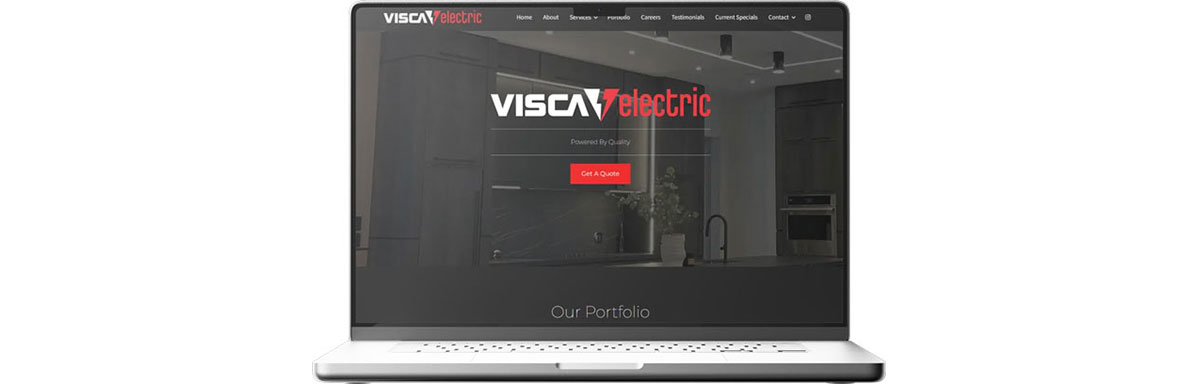 VISCA electric Home About Services Portfolio Careers Testimonials Current Specials Contact
VISCA electric
Powered By Quality
Get A Quote
Our Portfolio